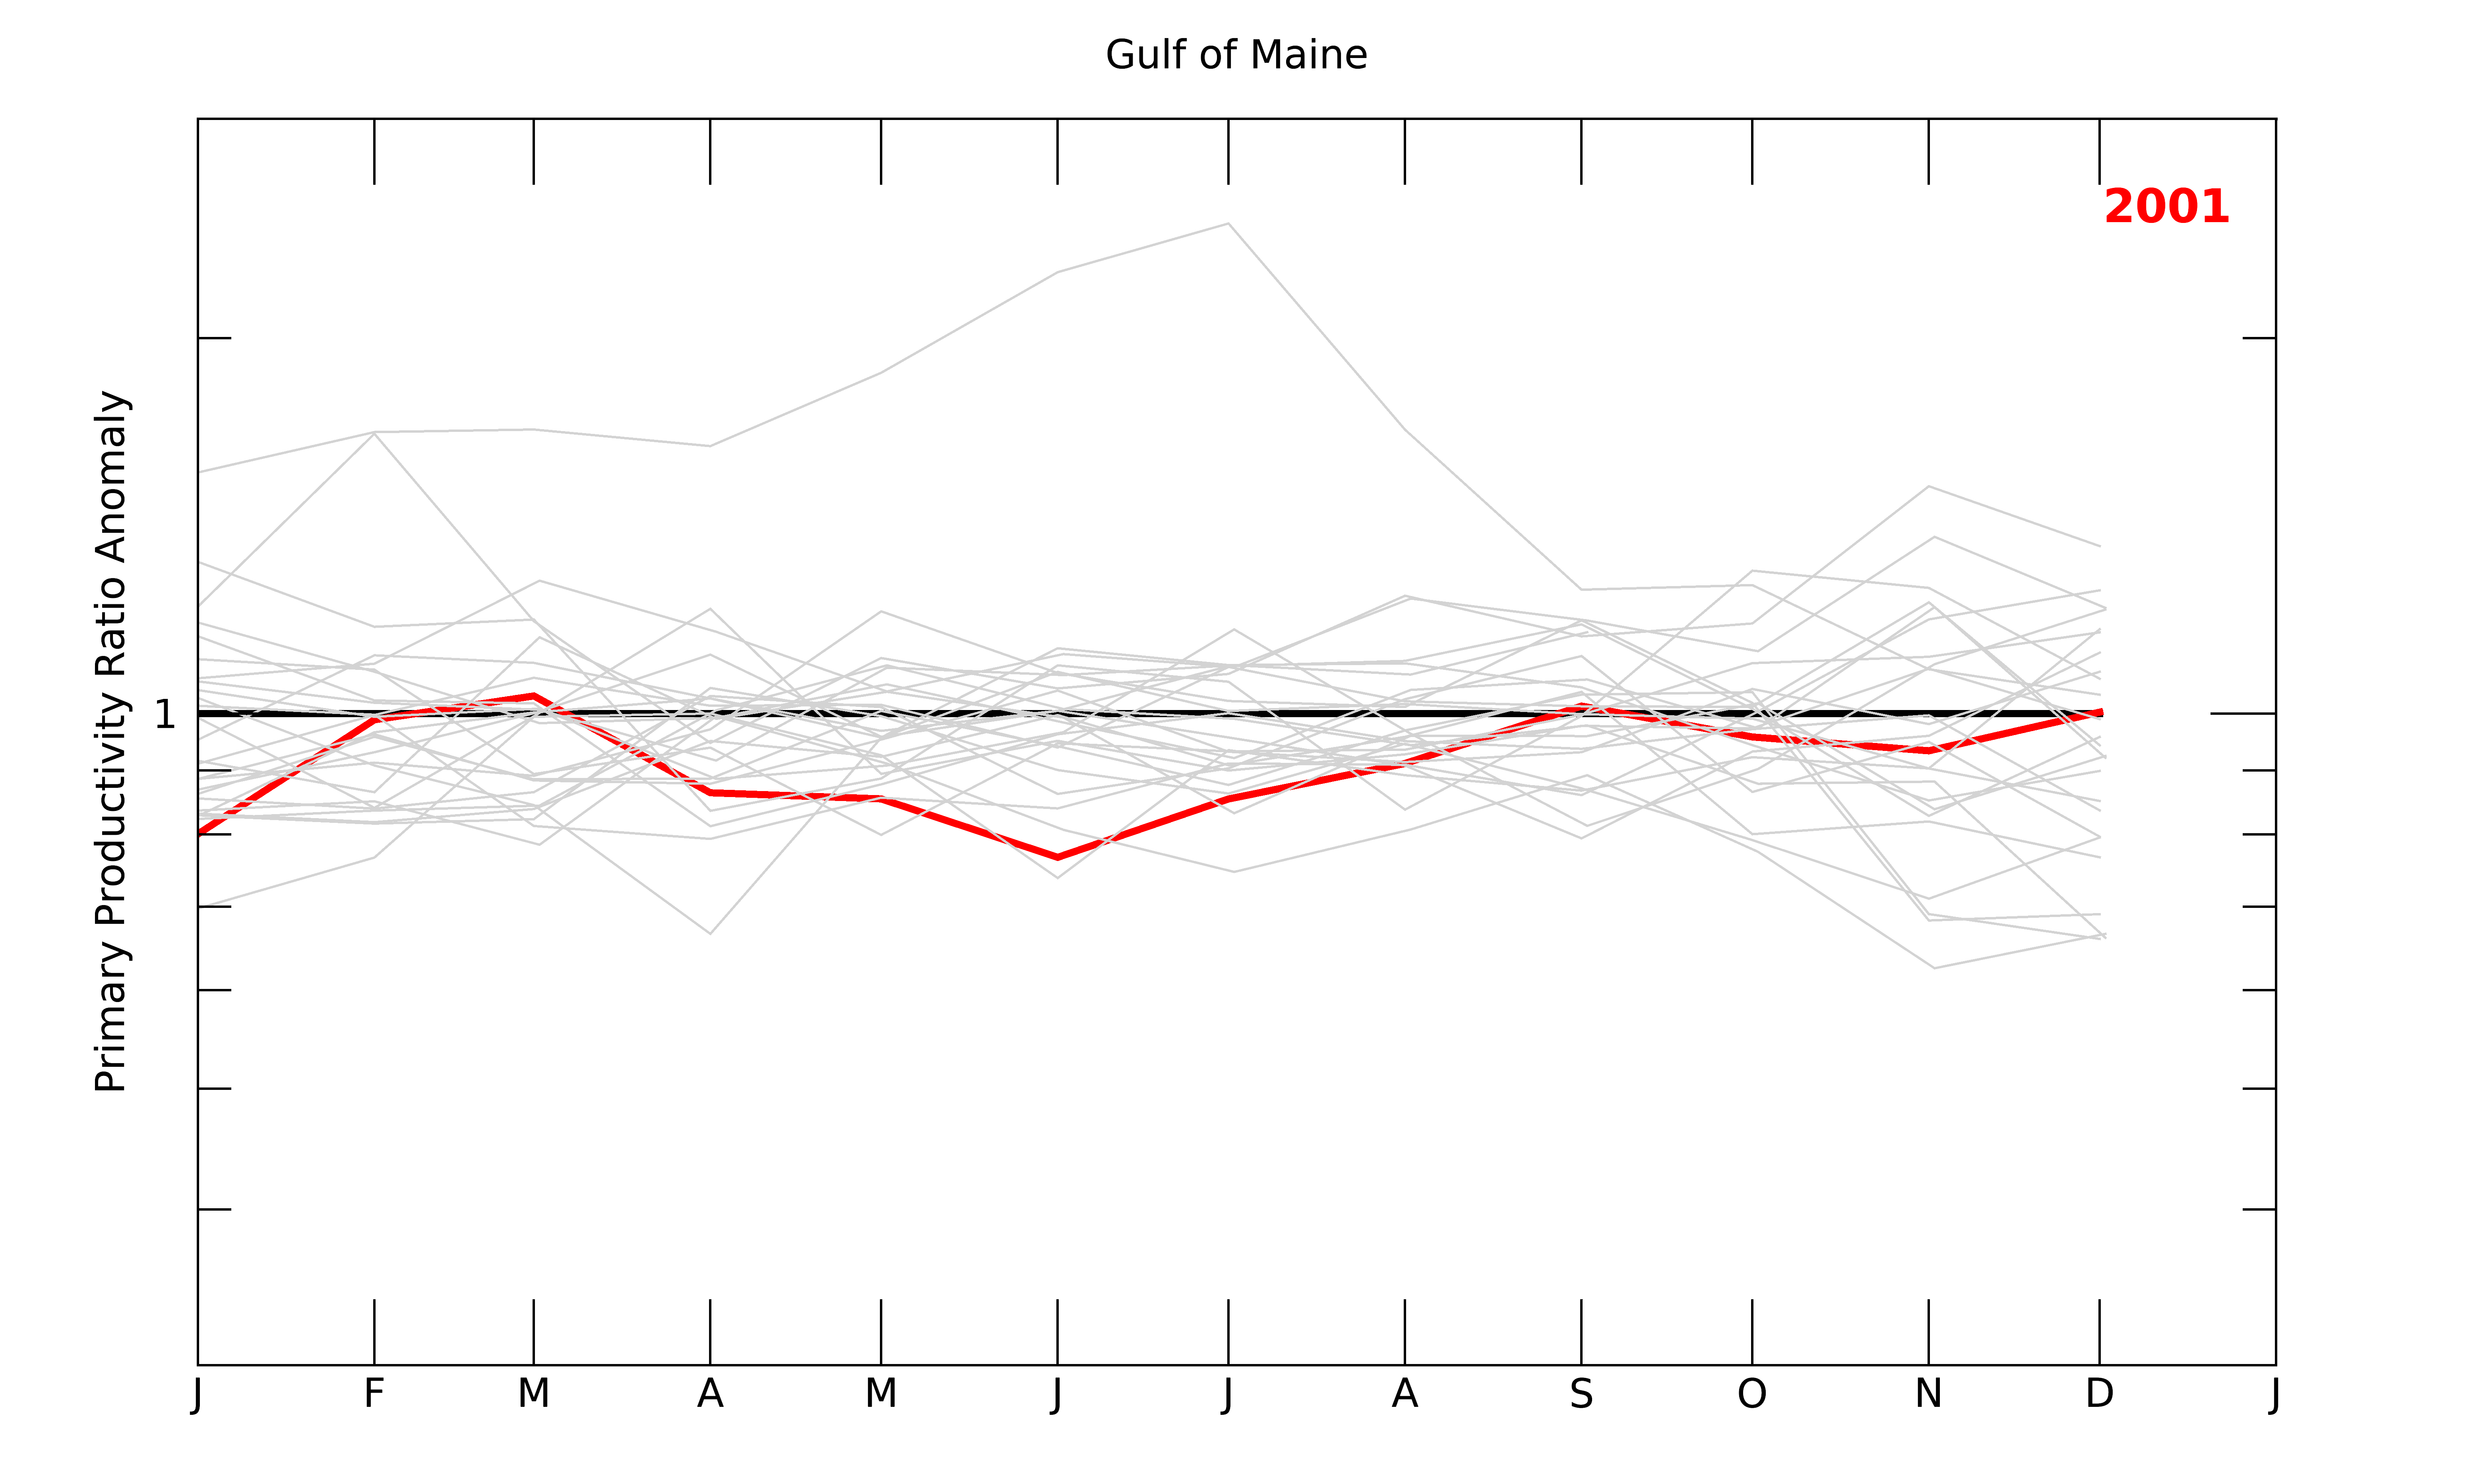 Gulf of Maine
2001
Primary Productivity Ratio Anomaly
1
J F M A M J J A S O N D J